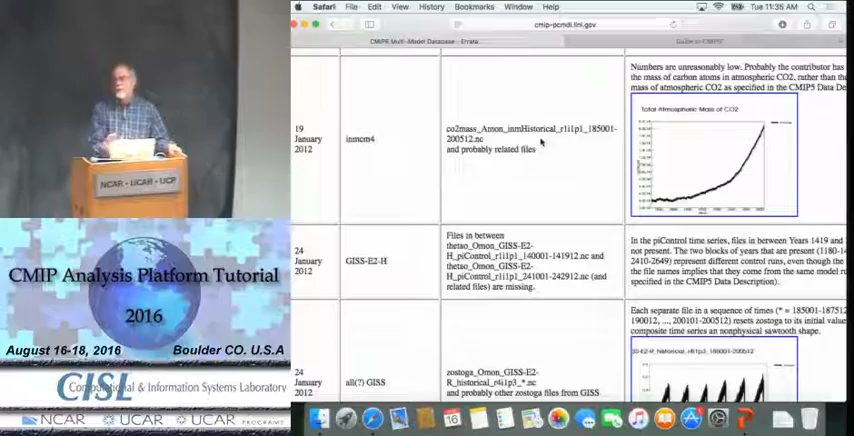 Safari File Edit View History Bookmarks Window Help
Tue 11:35 AM
cmip-pcmdi.llnl.gov
CMIP5 Multi-Model Database - Errata
Guide to CMIP5
Numbers are unreasonably low. Probably the contributor has
the mass of carbon atoms in atmospheric CO2, rather than the
mass of atmospheric CO2 as specified in the CMIP5 Data De
Total Atmospheric Mass of CO2
19
January
2012
inmcm4
co2mass_Amon_inmHistorical_r1i1p1_185001-
200512.nc
and probably related files
24
January
2012
GISS-E2-H
Files in between
thetao_Omon_GISS-E2-
H_piControl_r1i1p1_140001-141912.nc and
thetao_Omon_GISS-E2-
H_piControl_r1i1p1_241001-242912.nc (and
related files) are missing.
In the piControl time series, files in between Years 1419 and
not present. The two blocks of years that are present (1180-14
2410-2649) represent different control runs, even though the
the file names implies that they come from the same model r
specified in the CMIP5 Data Description).
24
January
2012
all(?) GISS
zostoga_Omon_GISS-E2-
R_historical_r4i1p3_*.nc
and probably other zostoga files from GISS
Each separate file in a sequence of times (* = 185001-187512
190012, ..., 200101-200512) resets zostoga to its initial value
composite time series an nonphysical sawtooth shape.
NCAR • UCAR • UCP
CMIP Analysis Platform Tutorial
2016
August 16-18, 2016 Boulder CO. U.S.A
CISL
Computational & Information Systems Laboratory
NCAR UCAR UCAR PROGRAMS